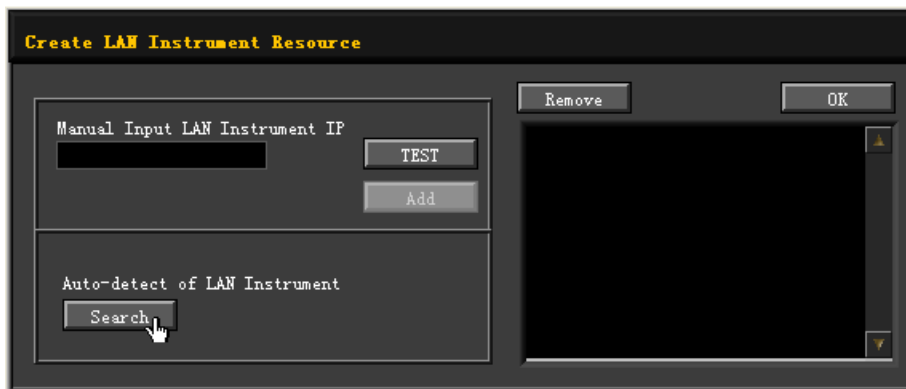 Create LAN Instrument Resource
Remove
OK
Manual Input LAN Instrument IP
TEST
Add
Auto-detect of LAN Instrument
Search